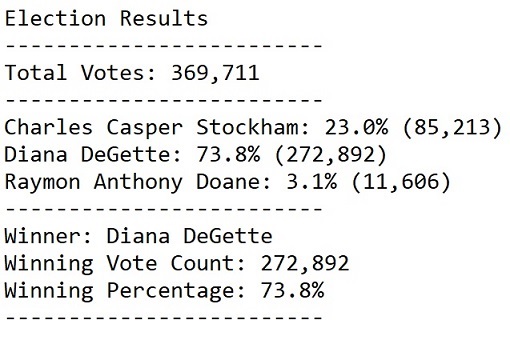 Election Results
-------------------------
Total Votes: 369,711
-------------------------
Charles Casper Stockham: 23.0% (85,213)
Diana DeGette: 73.8% (272,892)
Raymon Anthony Doane: 3.1% (11,606)
-------------------------
Winner: Diana DeGette
Winning Vote Count: 272,892
Winning Percentage: 73.8%
-------------------------